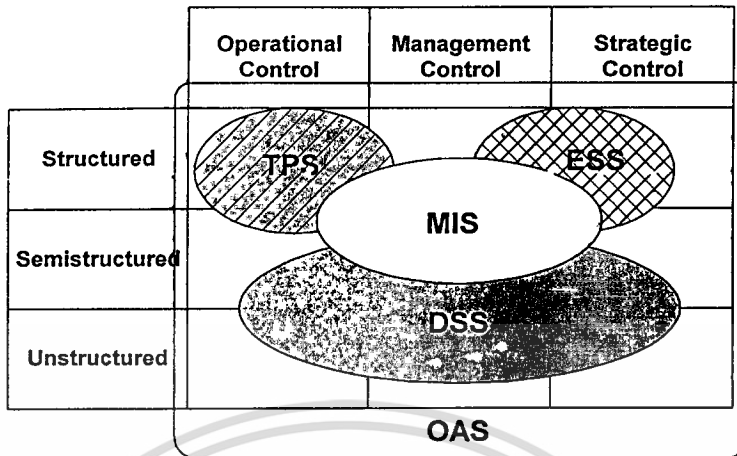 Operational Management Strategic
Control Control Control
Structured
TPS ESS
MIS
Semistructured
DSS
Unstructured
OAS